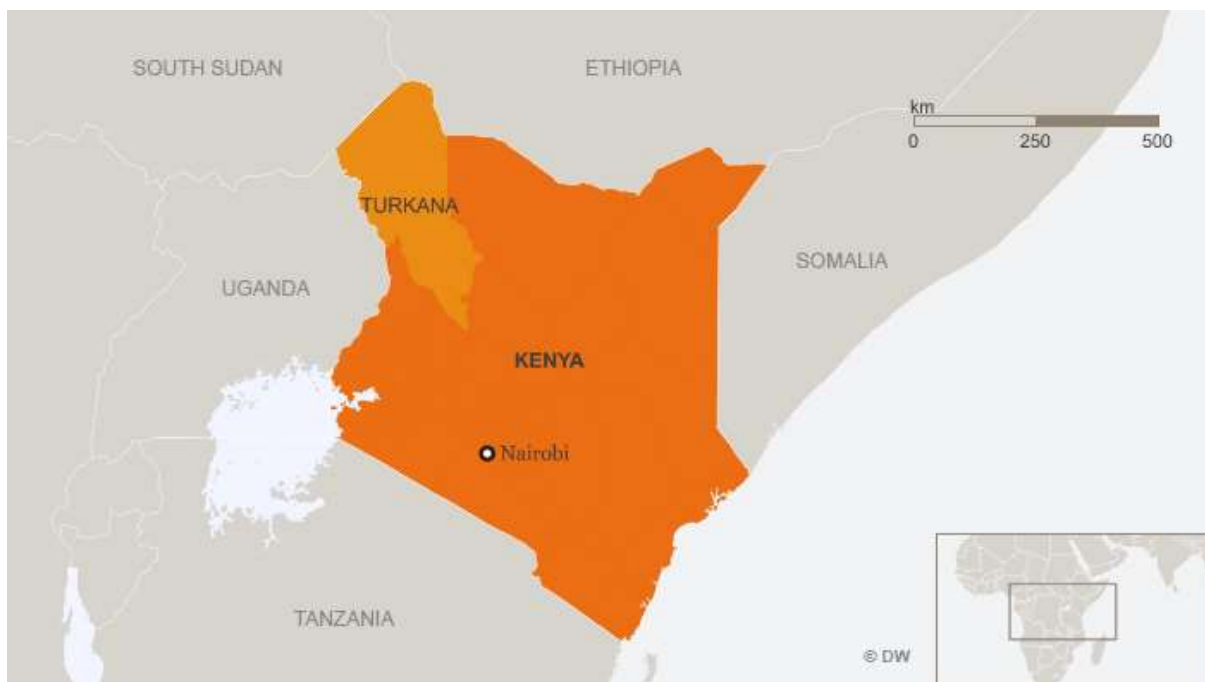 SOUTH SUDAN
ETHIOPIA
km
0 250 500
TURKANA
SOMALIA
UGANDA
KENYA
Nairobi
TANZANIA
© DW